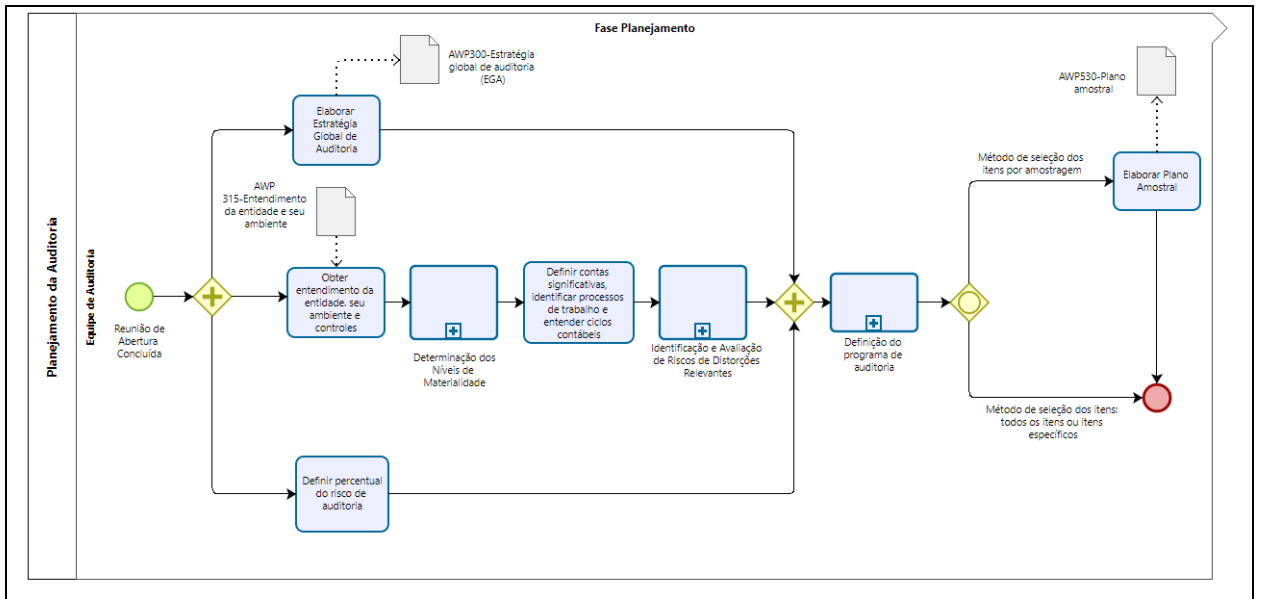 Fase Planejamento
Planejamento da Auditoria
Equipe de Auditoria
AWP300-Estratégia
global de auditoria
(EGA)
Elaborar
Estratégia
Global de
Auditoria
AWP
315-Entendimento
da entidade e seu
ambiente
Reunião de
Abertura
Concluída
Obter
entendimento da
entidade, seu
ambiente e
controles
Determinação dos
Níveis de
Materialidade
Definir contas
significativas,
identificar processos
de trabalho e
entender ciclos
contábeis
Identificação e Avaliação
de Riscos de Distorções
Relevantes
Definir percentual
do risco de
auditoria
Definição do
programa de
auditoria
Método de seleção dos
itens por amostragem
AWP530-Plano
amostral
Elaborar Plano
Amostral
Método de seleção dos itens:
todos os itens ou itens
específicos